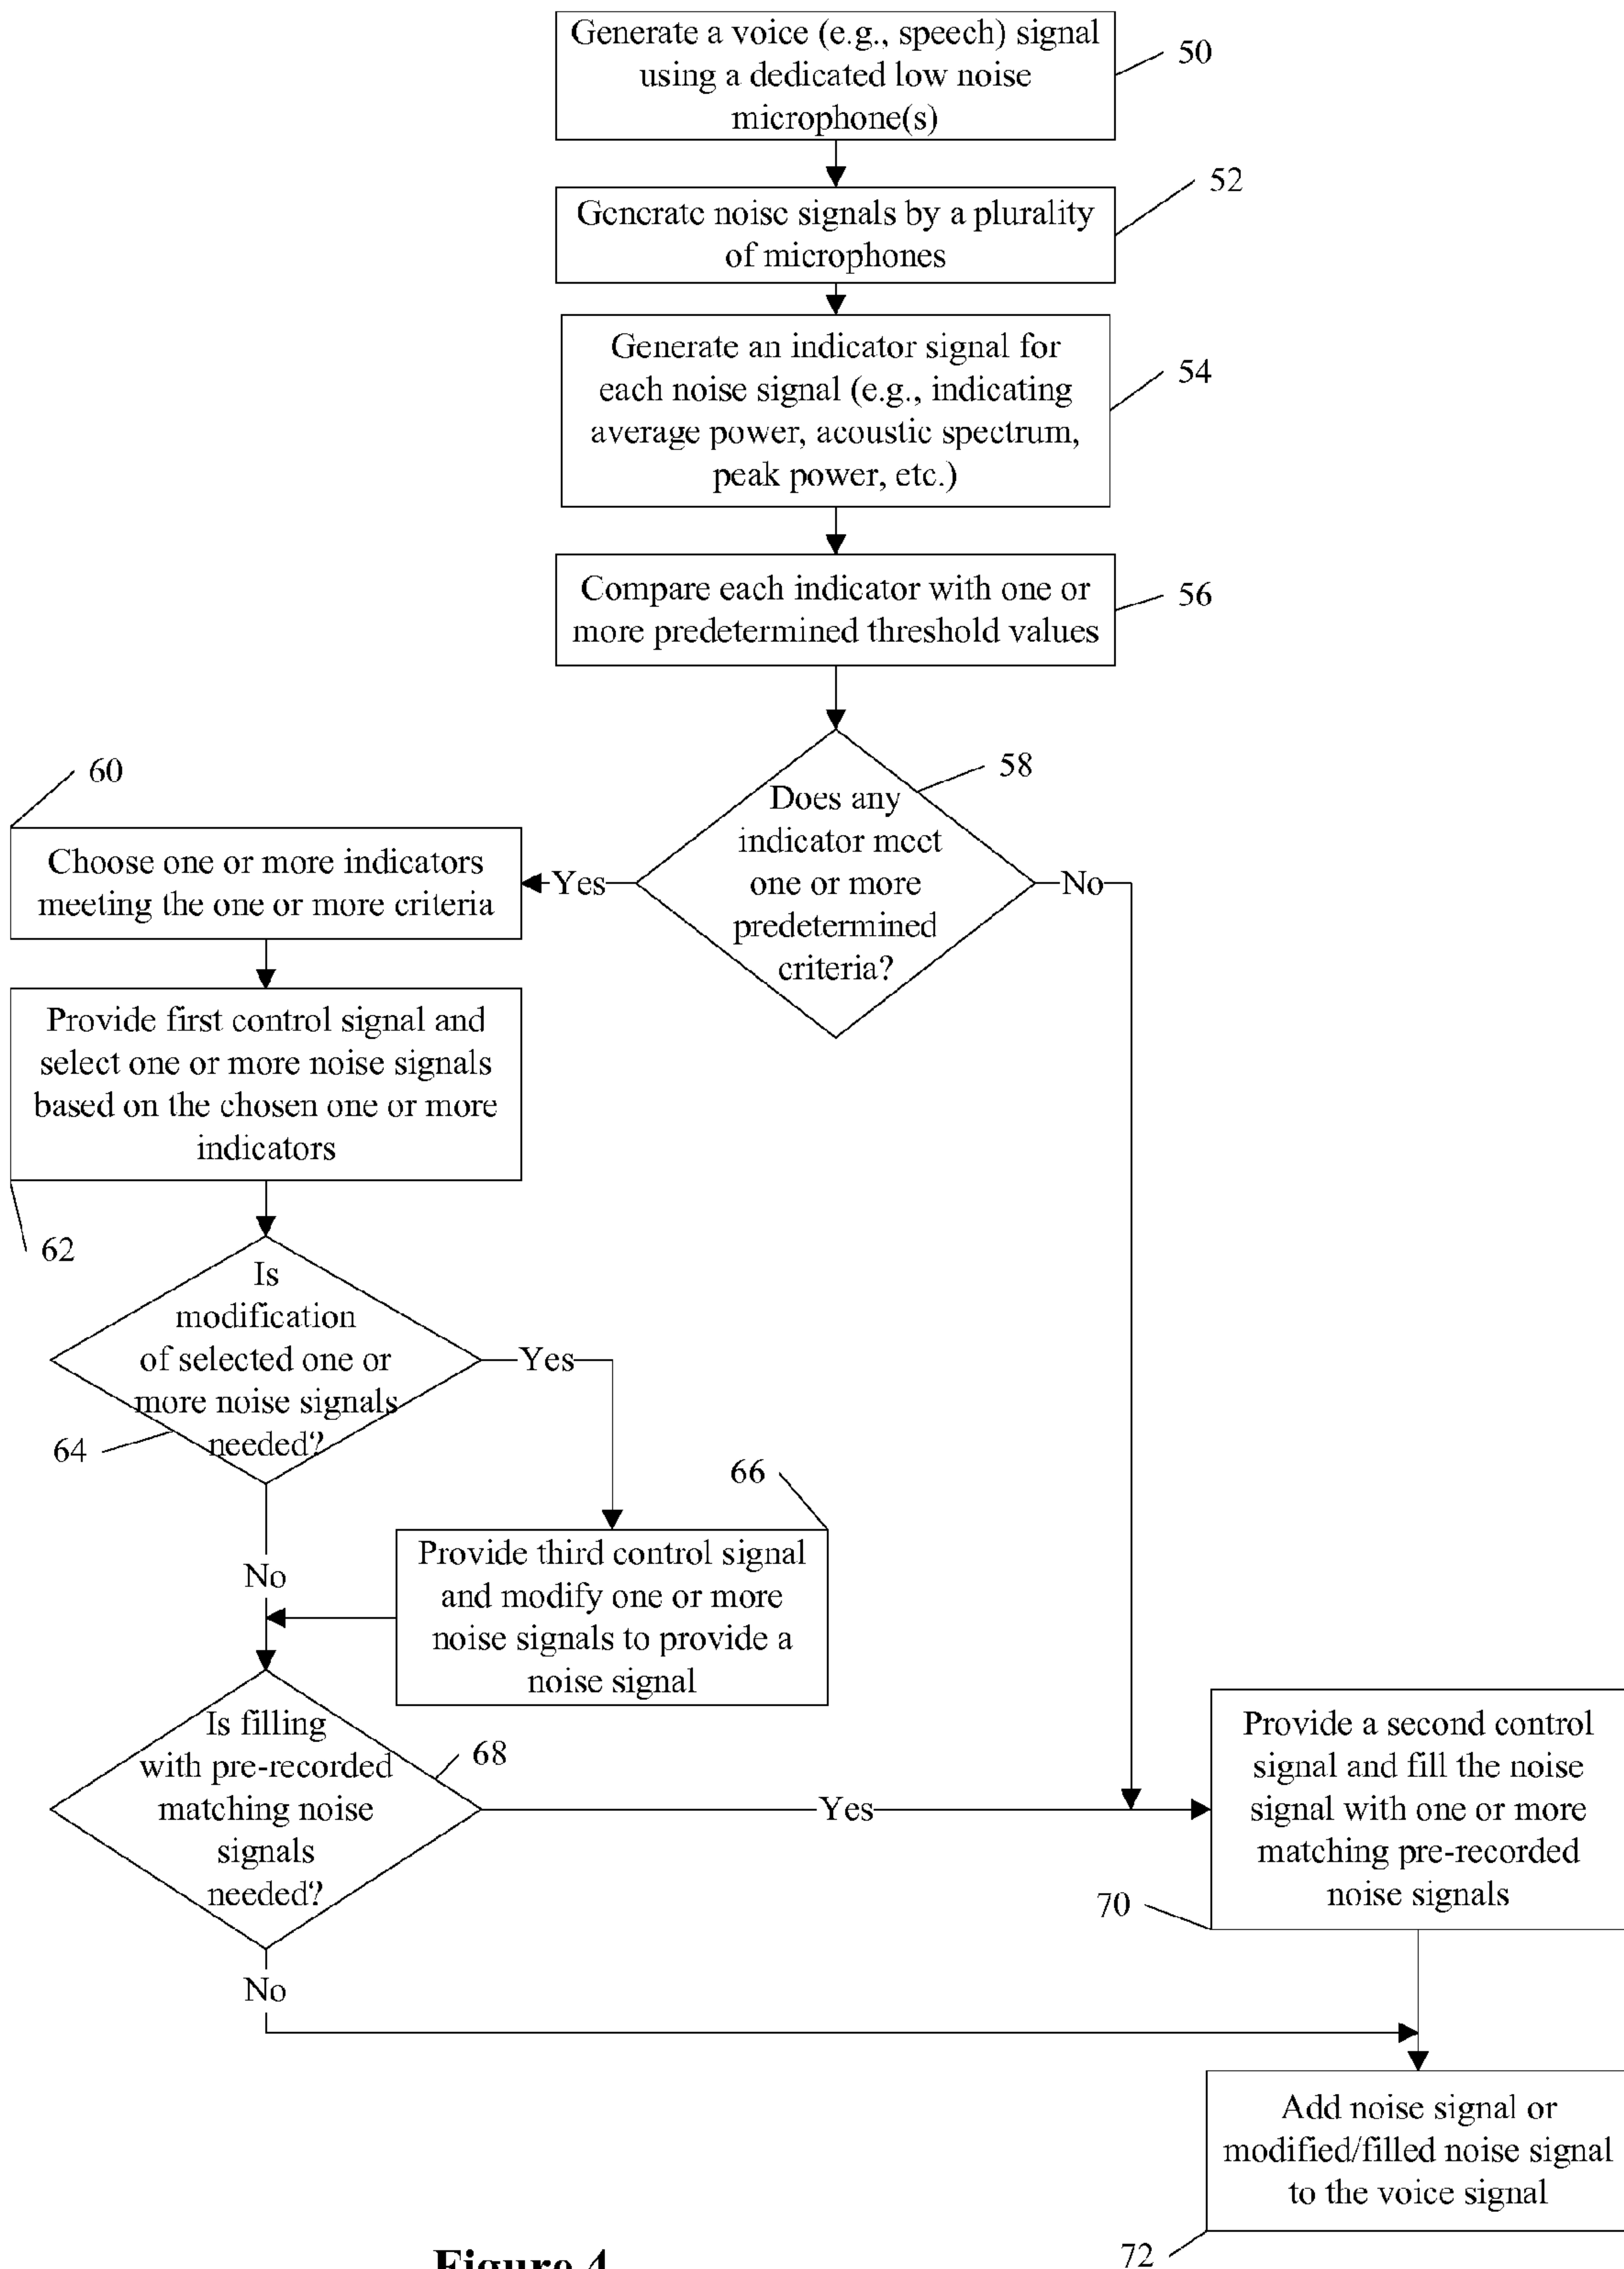 Generate a voice (e.g., speech) signal
using a dedicated low noise
microphone(s)
50
Generate noise signals by a plurality
of microphones
52
Generate an indicator signal for
each noise signal (e.g., indicating
average power, acoustic spectrum,
peak power, etc.)
54
Compare each indicator with one or
more predetermined threshold values
56
Does any
indicator meet
one or more
predetermined
criteria?
58
Yes
No
60
Choose one or more indicators
meeting the one or more criteria
Provide first control signal and
select one or more noise signals
based on the chosen one or more
indicators
62
Is
modification
of selected one or
more noise signals
needed?
64
Yes
No
66
Provide third control signal
and modify one or more
noise signals to provide a
noise signal
Is filling
with pre-recorded
matching noise
signals
needed?
68
Yes
No
Provide a second control
signal and fill the noise
signal with one or more
matching pre-recorded
noise signals
70
Add noise signal or
modified/filled noise signal
to the voice signal
72
Figure 4